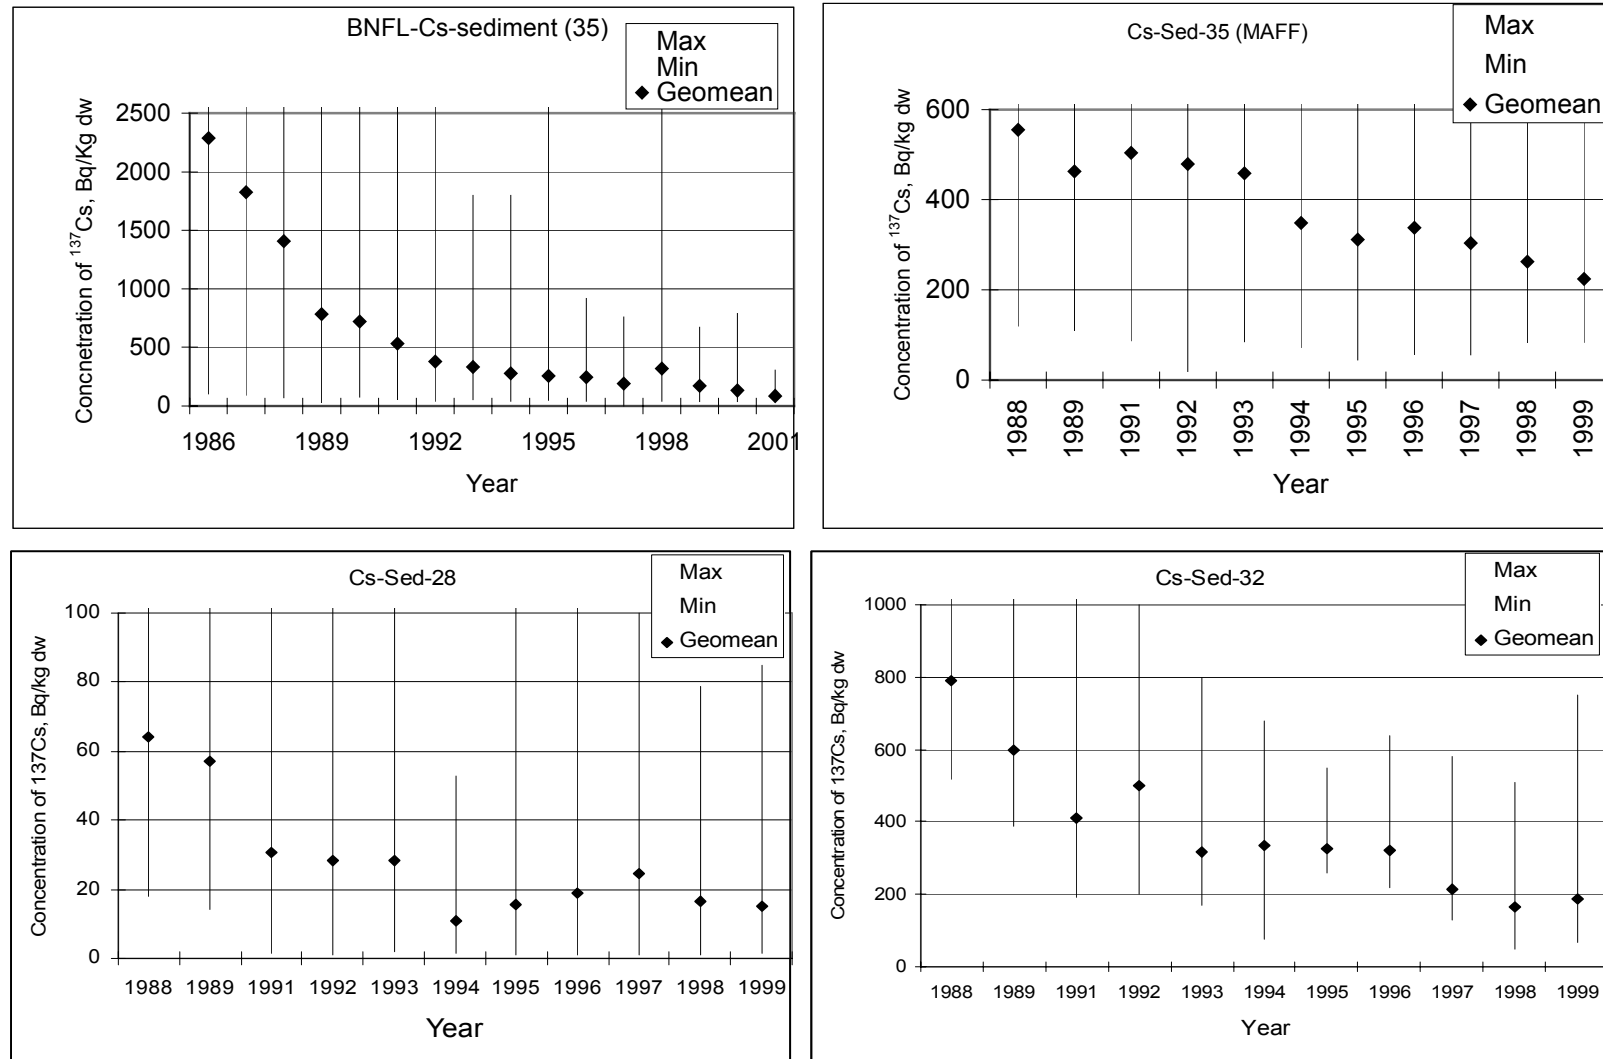 BNFL-Cs-sediment (35)
Max
Min
Geomean
Concnetration of ¹³⁷Cs, Bq/Kg dw
2500
2000
1500
1000
500
0
1986 1989 1992 1995 1998 2001
Year
Cs-Sed-35 (MAFF)
Max
Min
Geomean
Concentration of ¹³⁷Cs, Bq/kg dw
600
400
200
0
1988 1989 1991 1992 1993 1994 1995 1996 1997 1998 1999
Year
Cs-Sed-28
Max
Min
Geomean
Concentration of 137Cs, Bq/kg dw
100
80
60
40
20
0
1988 1989 1991 1992 1993 1994 1995 1996 1997 1998 1999
Year
Cs-Sed-32
Max
Min
Geomean
Concentration of 137Cs, Bq/kg dw
1000
800
600
400
200
0
1988 1989 1991 1992 1993 1994 1995 1996 1997 1998 1999
Year